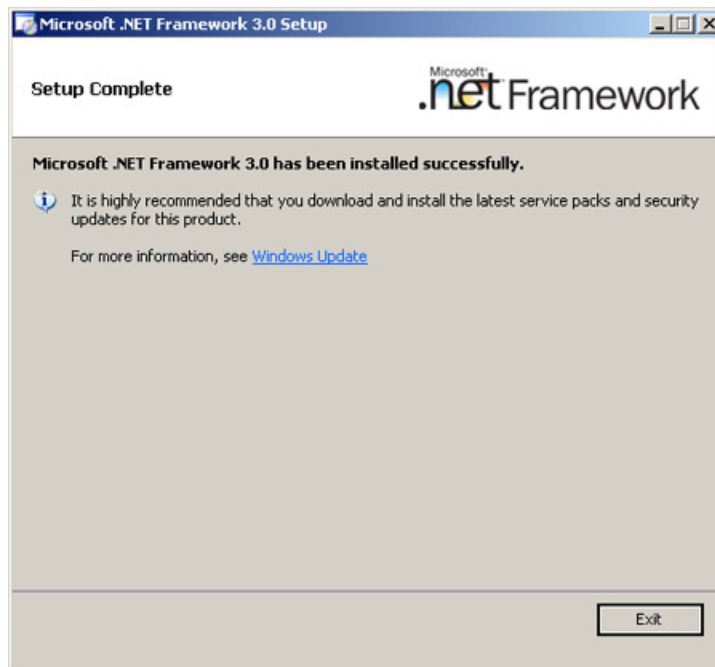 Microsoft .NET Framework 3.0 Setup
Setup Complete
Microsoft
.net Framework
Microsoft .NET Framework 3.0 has been installed successfully.
It is highly recommended that you download and install the latest service packs and security
updates for this product.
For more information, see Windows Update
Exit